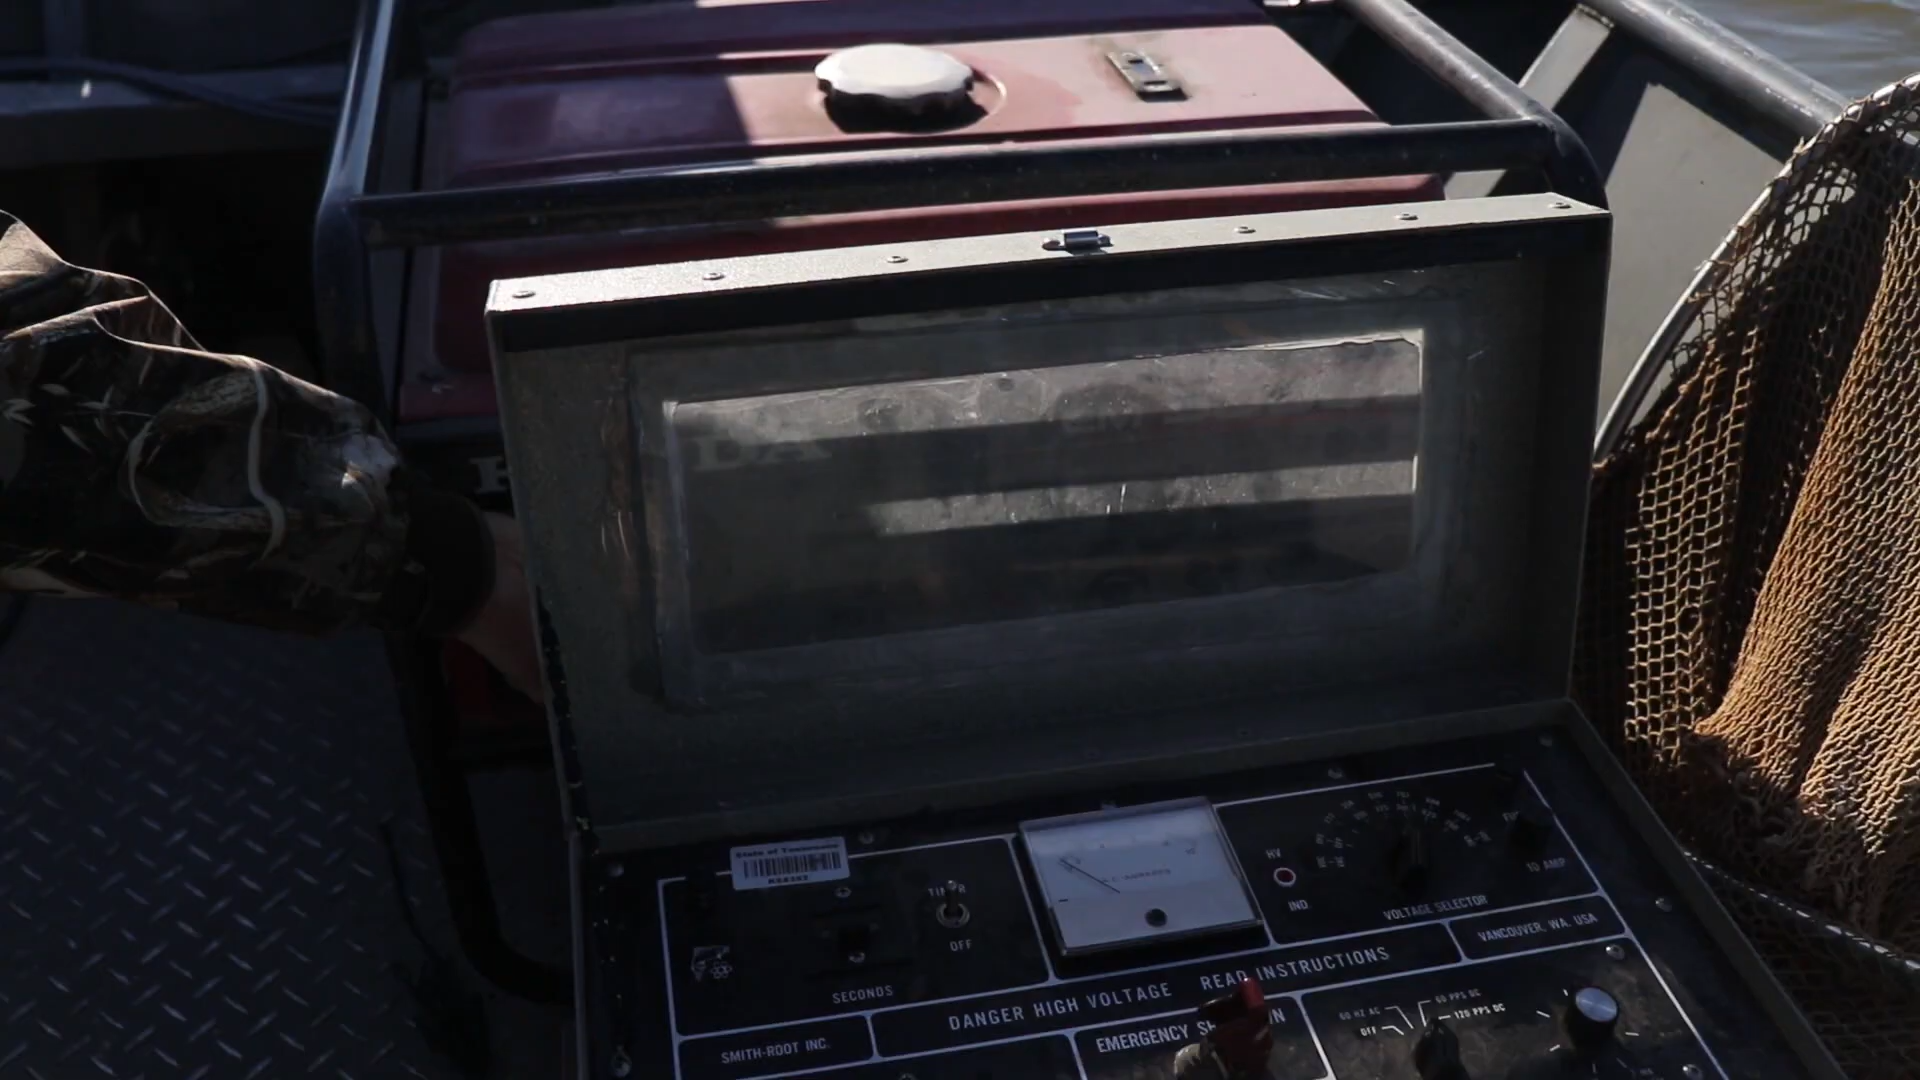 DA
State of Tennessee
TIMER
OFF
SECONDS
HV
IND.
VOLTAGE SELECTOR
10 AMP
VANCOUVER, WA. USA
DANGER HIGH VOLTAGE READ INSTRUCTIONS
SMITH-ROOT INC.
EMERGENCY
60 HZ AC
OFF
60 PPS DC
120 PPS DC